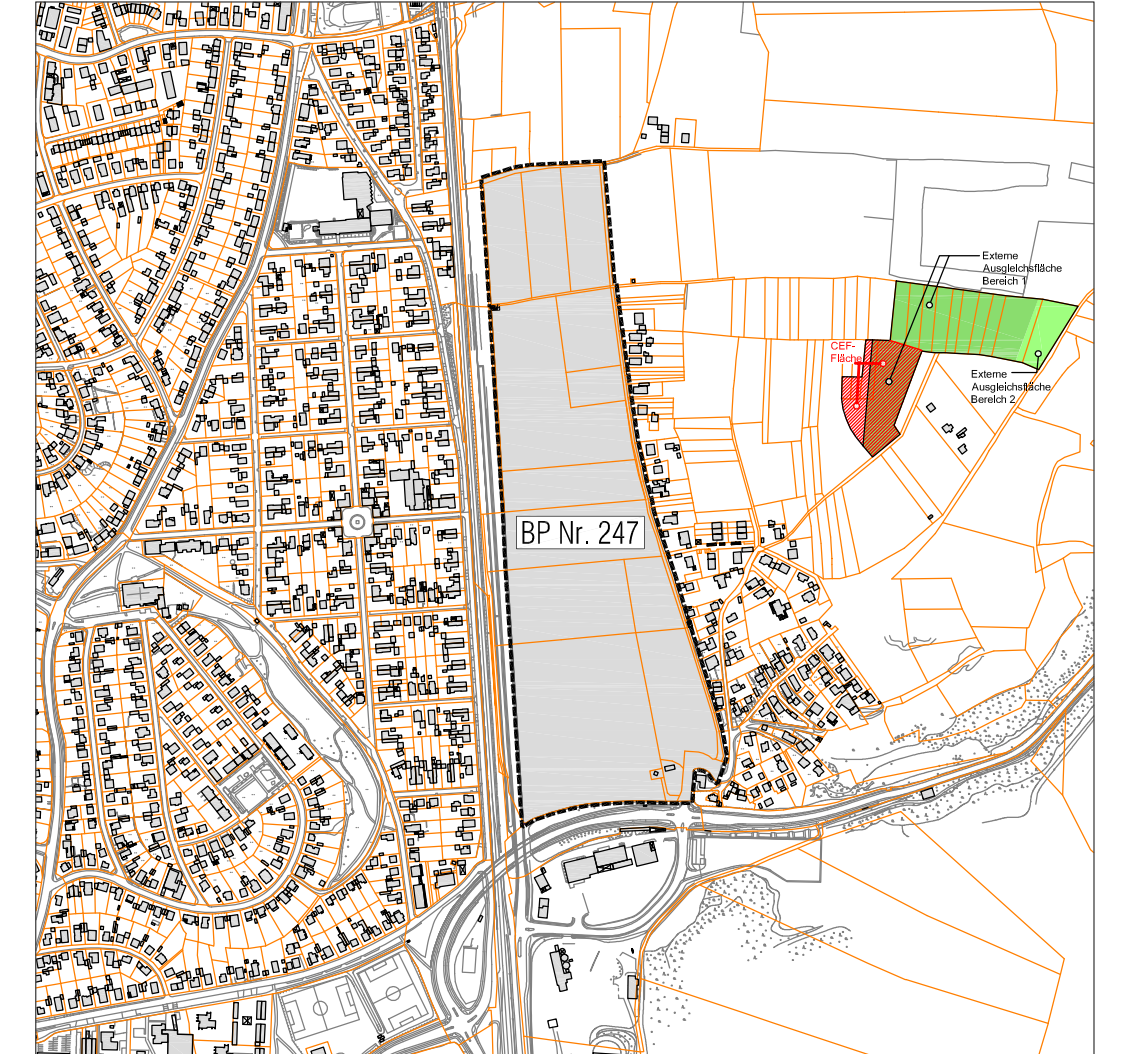 Externe
Ausgleichsfläche
Bereich 1
CEF-
Fläche
Externe
Ausgleichsfläche
Bereich 2
BP Nr. 247